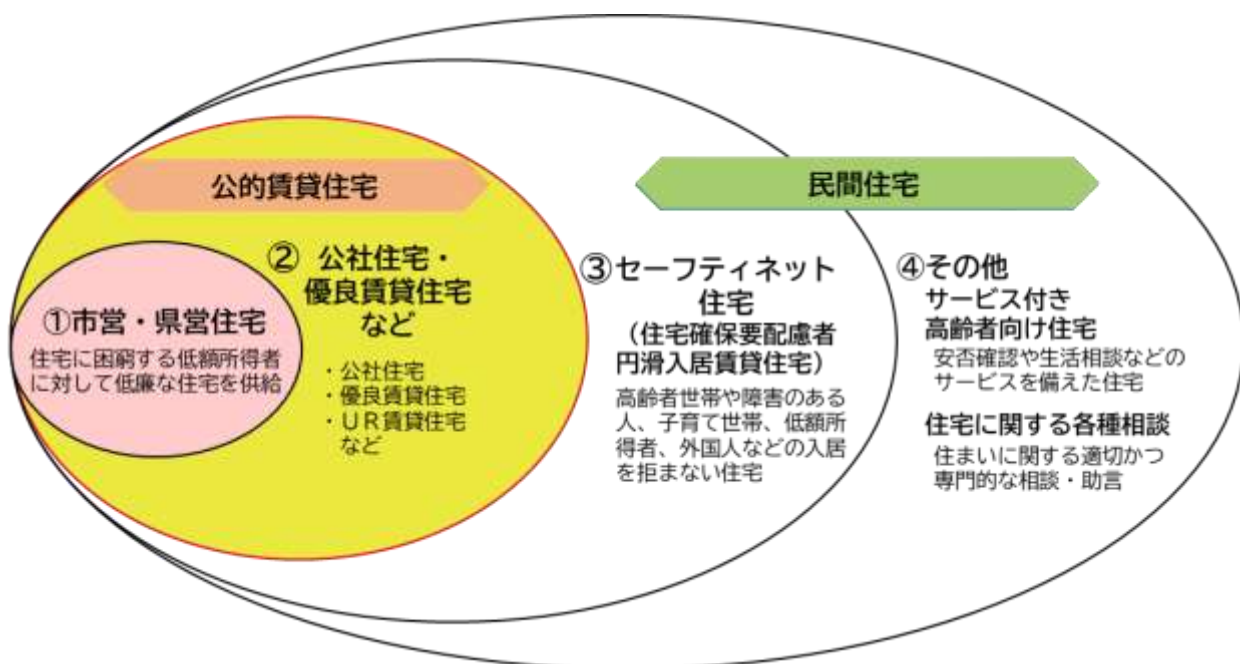 公的賃貸住宅
民間住宅
①市営・県営住宅
住宅に困窮する低額所得者
に対して低廉な住宅を供給
② 公社住宅・
優良賃貸住宅
など
・公社住宅
・優良賃貸住宅
・ＵＲ賃貸住宅
など
③セーフティネット
住宅
（住宅確保要配慮者
円滑入居賃貸住宅）
高齢者世帯や障害のある
人、子育て世帯、低額所
得者、外国人などの入居
を拒まない住宅
④その他
サービス付き
高齢者向け住宅
安否確認や生活相談などの
サービスを備えた住宅
住宅に関する各種相談
住まいに関する適切かつ
専門的な相談・助言